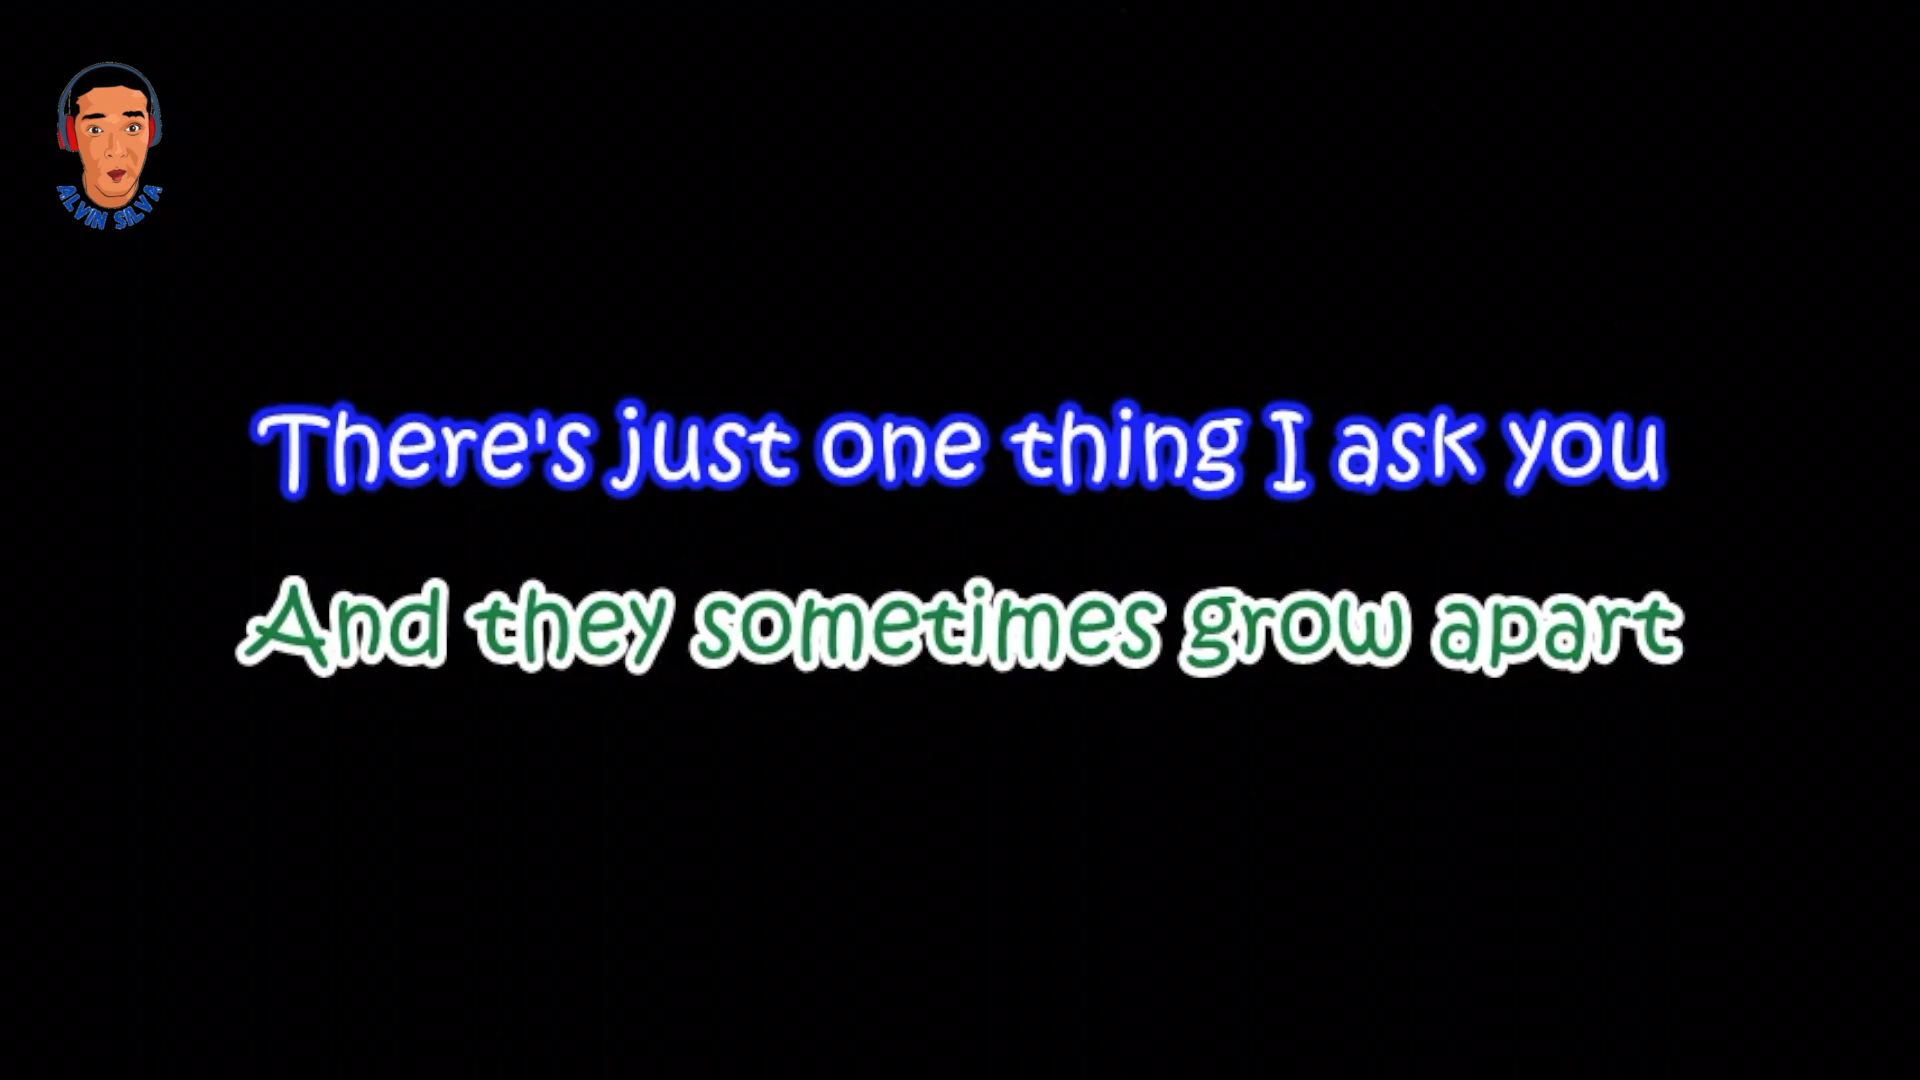 ALVIN SILVA
There's just one thing I ask you
And they sometimes grow apart